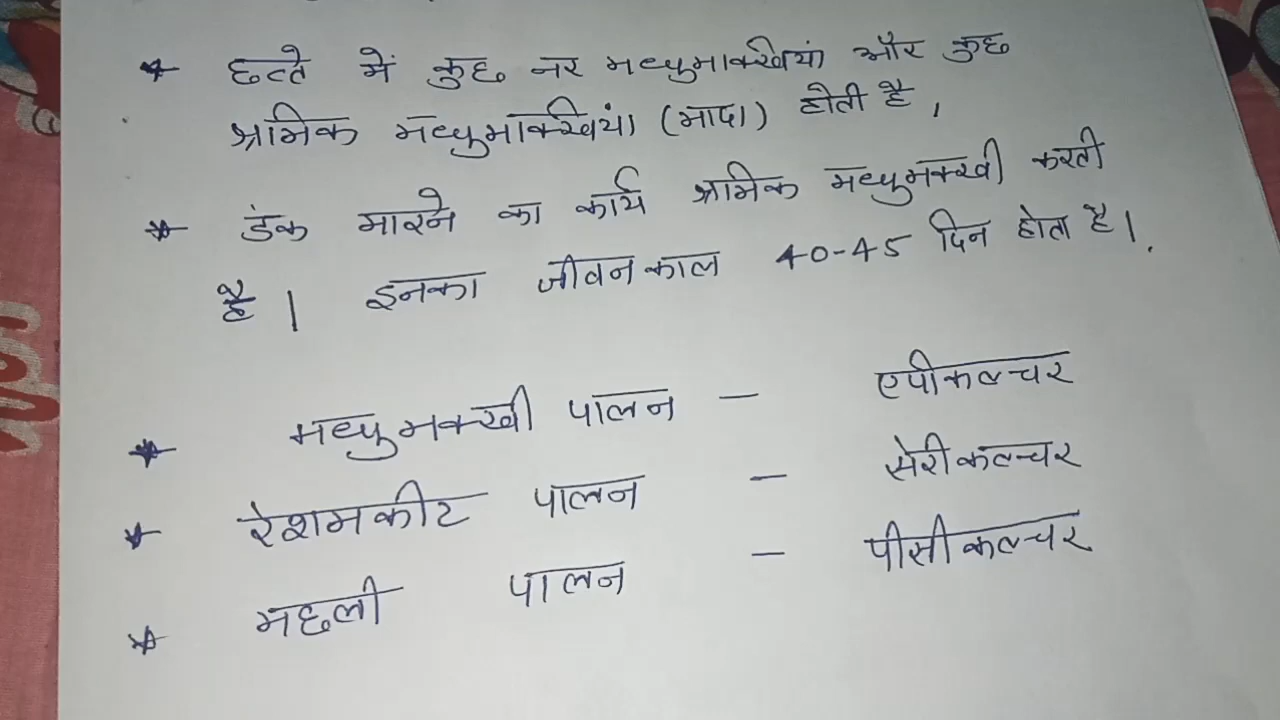 * छत्ते में कुछ नर मधुमक्खियां और कुछ
श्रमिक मधुमक्खियां (मादा) होती है,
* डंक मारने का कार्य श्रमिक मधुमक्खी करती
है | इनका जीवनकाल 40-45 दिन होता है।.
* मधुमक्खी पालन - एपीकल्चर
* रेशमकीट पालन - सेरीकल्चर
* मछली पालन - पीसीकल्चर